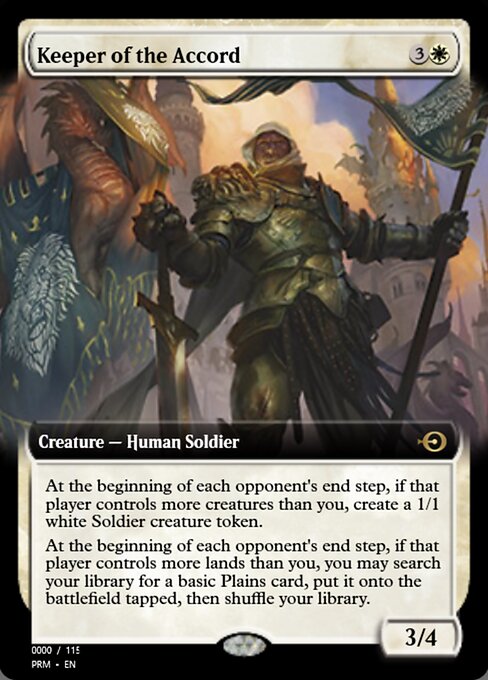 Keeper of the Accord
3
Creature — Human Soldier
At the beginning of each opponent's end step, if that
player controls more creatures than you, create a 1/1
white Soldier creature token.
At the beginning of each opponent's end step, if that
player controls more lands than you, you may search
your library for a basic Plains card, put it onto the
battlefield tapped, then shuffle your library.
3/4
0000 / 115
PRM • EN